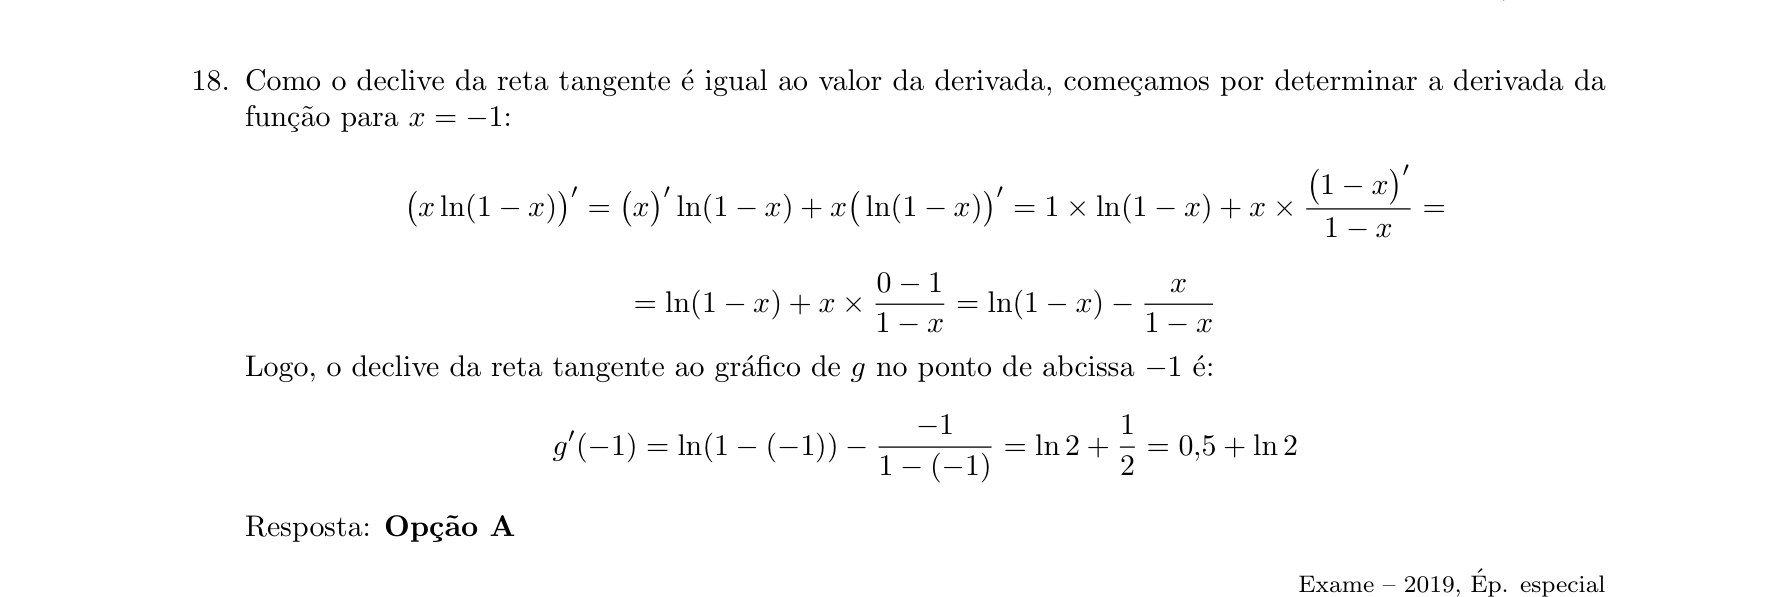 18. Como o declive da reta tangente é igual ao valor da derivada, começamos por determinar a derivada da
função para x = −1:
(x ln(1 − x))′ = (x)′ ln(1 − x) + x( ln(1 − x))′ = 1 × ln(1 − x) + x × (1 − x)′/(1 − x) =
= ln(1 − x) + x × (0 − 1)/(1 − x) = ln(1 − x) − x/(1 − x)
Logo, o declive da reta tangente ao gráfico de g no ponto de abcissa −1 é:
g′(−1) = ln(1 − (−1)) − (−1)/(1 − (−1)) = ln 2 + 1/2 = 0,5 + ln 2
Resposta: Opção A
Exame – 2019, Ép. especial